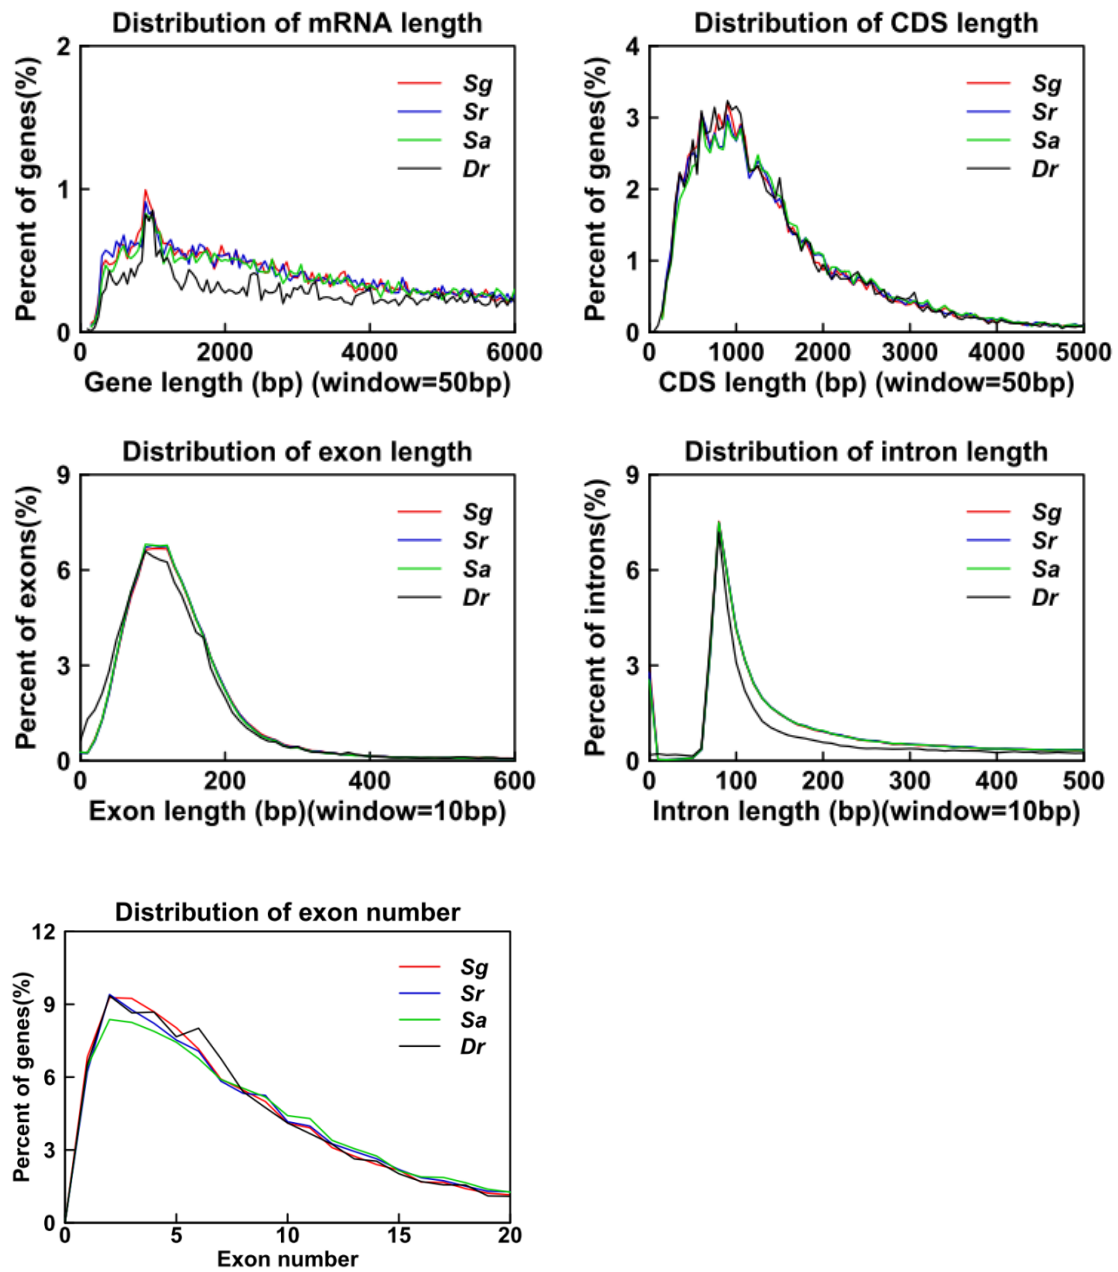 Distribution of mRNA length
Percent of genes(%)
2
1
0
0 2000 4000 6000
Sg
Sr
Sa
Dr
Gene length (bp) (window=50bp)
Distribution of CDS length
Percent of genes(%)
4
3
2
1
0
0 1000 2000 3000 4000 5000
Sg
Sr
Sa
Dr
CDS length (bp) (window=50bp)
Distribution of exon length
Percent of exons(%)
9
6
3
0
0 200 400 600
Sg
Sr
Sa
Dr
Exon length (bp)(window=10bp)
Distribution of intron length
Percent of introns(%)
9
6
3
0
0 100 200 300 400 500
Sg
Sr
Sa
Dr
Intron length (bp)(window=10bp)
Distribution of exon number
Percent of genes(%)
12
9
6
3
0
0 5 10 15 20
Sg
Sr
Sa
Dr
Exon number